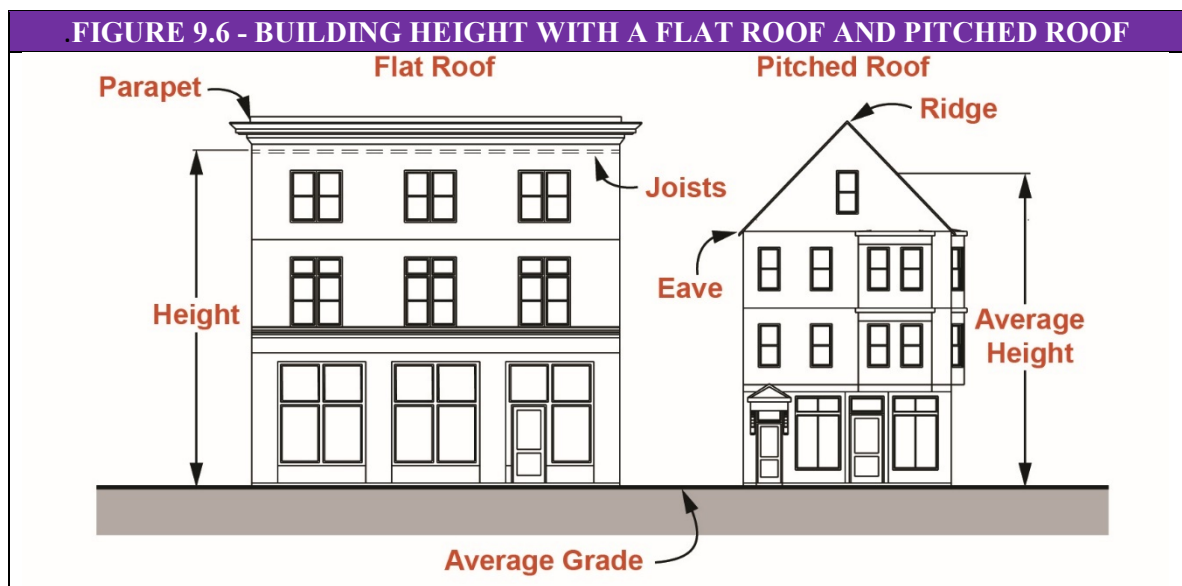 .FIGURE 9.6 - BUILDING HEIGHT WITH A FLAT ROOF AND PITCHED ROOF
Flat Roof
Pitched Roof
Parapet
Ridge
Joists
Eave
Height
Average
Height
Average Grade